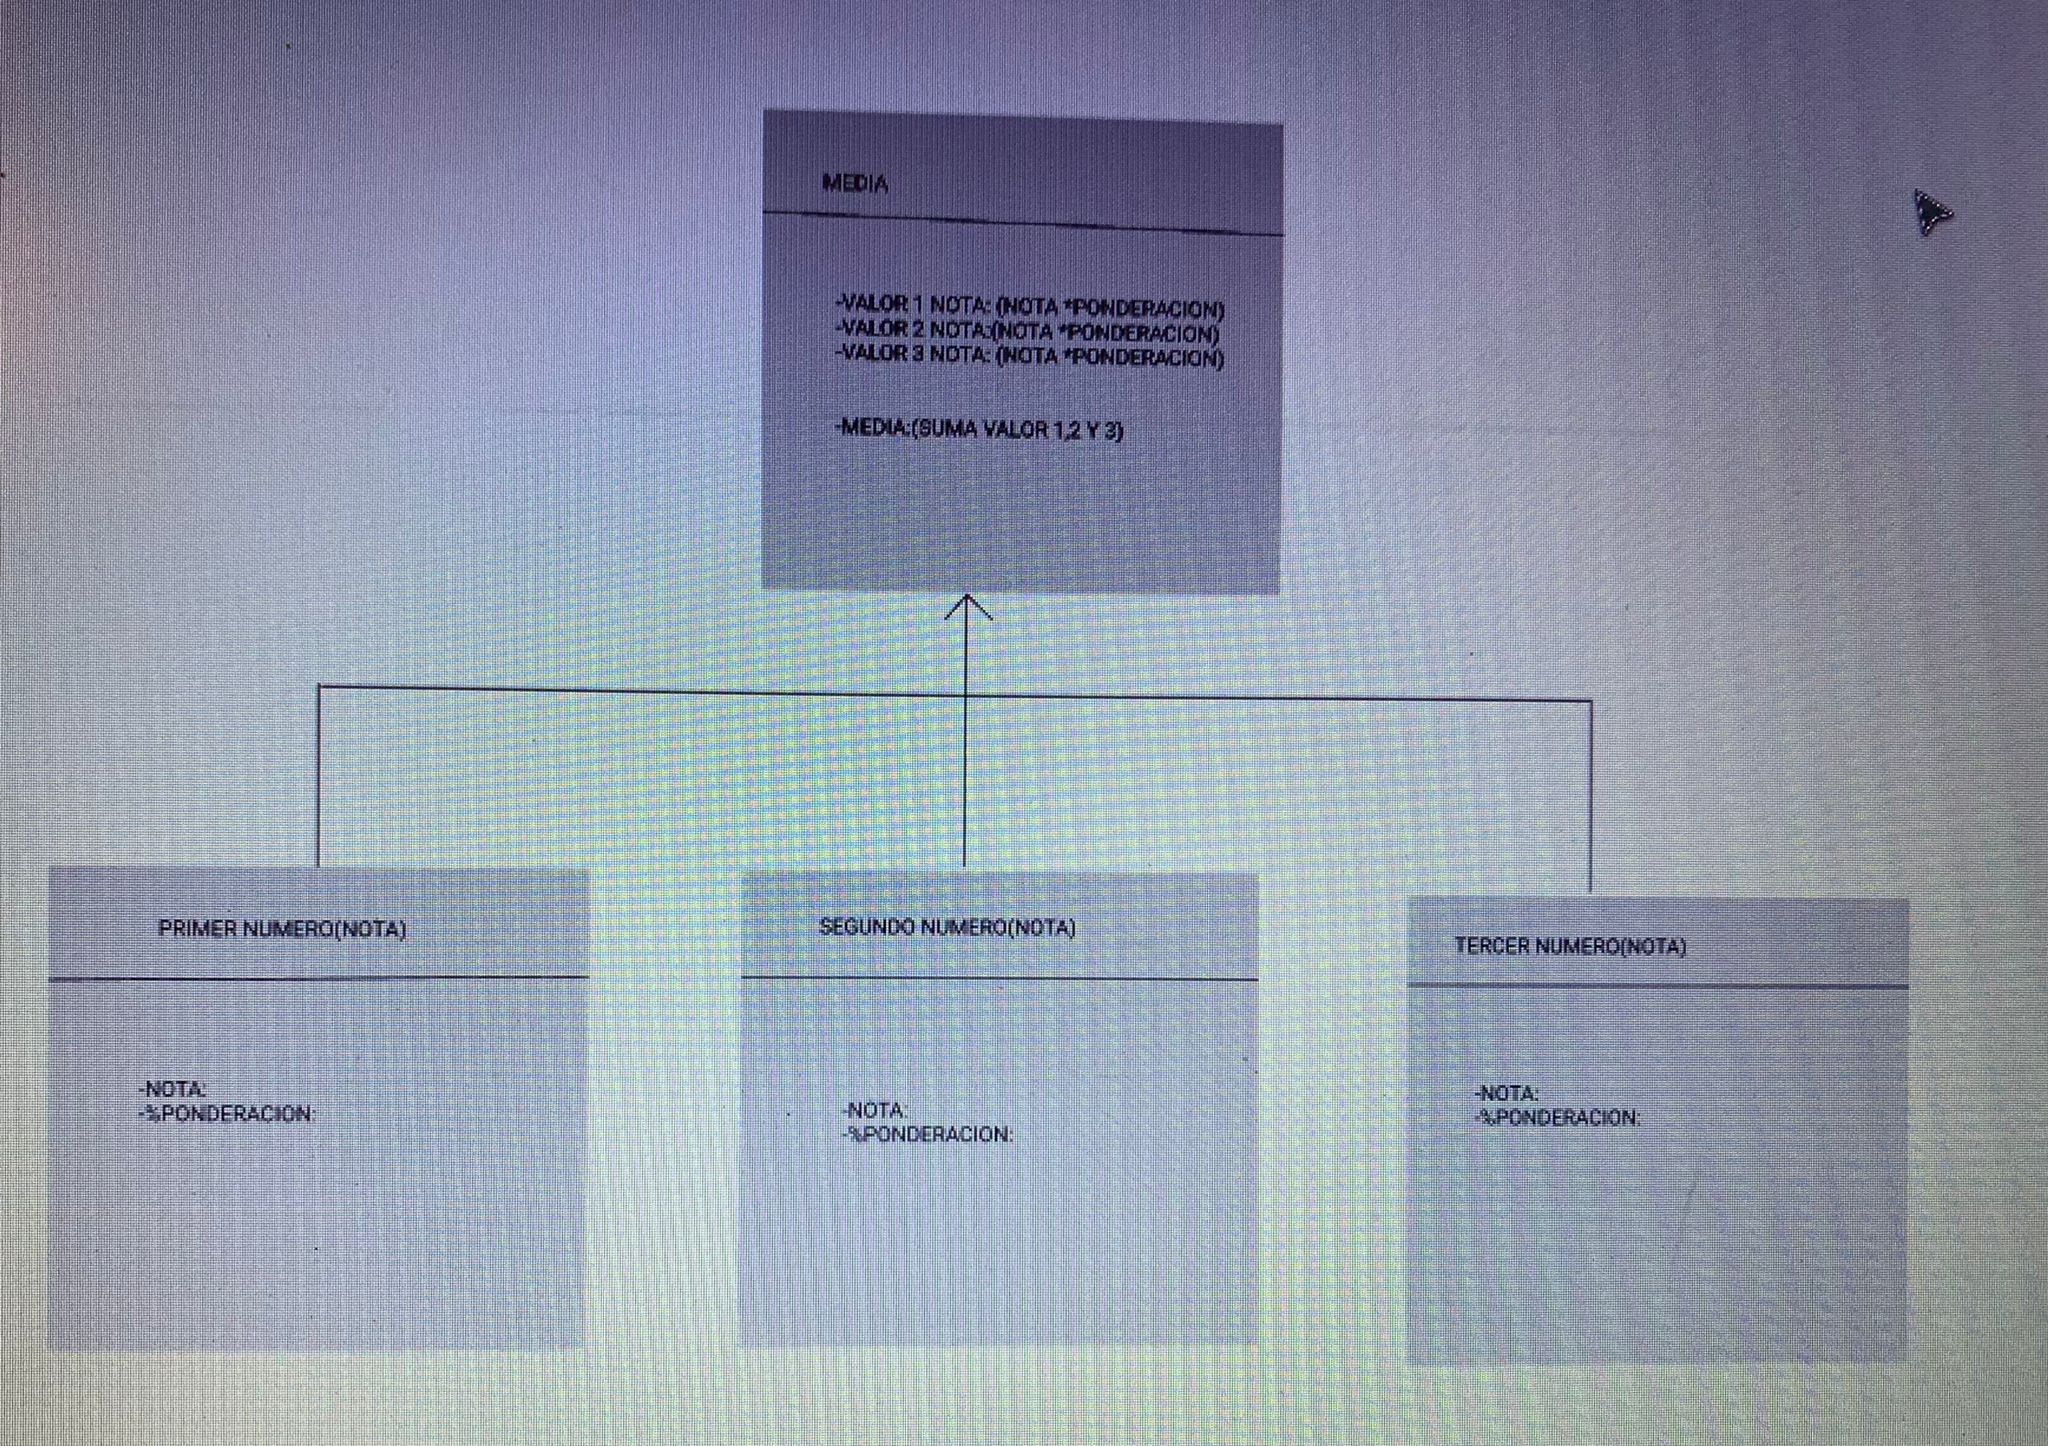 MEDIA
-VALOR 1 NOTA: (NOTA *PONDERACION)
-VALOR 2 NOTA:(NOTA *PONDERACION)
-VALOR 3 NOTA: (NOTA *PONDERACION)
-MEDIA:(SUMA VALOR 1,2 Y 3)
PRIMER NUMERO(NOTA)
-NOTA:
-%PONDERACION:
SEGUNDO NUMERO(NOTA)
-NOTA:
-%PONDERACION:
TERCER NUMERO(NOTA)
-NOTA:
-%PONDERACION: